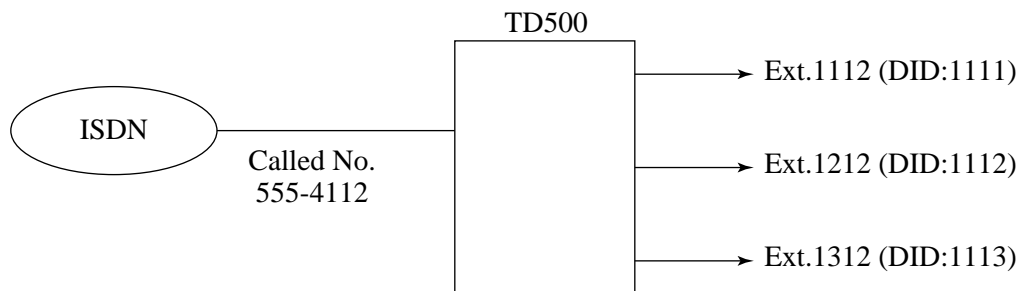 TD500
Ext.1112 (DID:1111)
ISDN
Called No.
555-4112
Ext.1212 (DID:1112)
Ext.1312 (DID:1113)